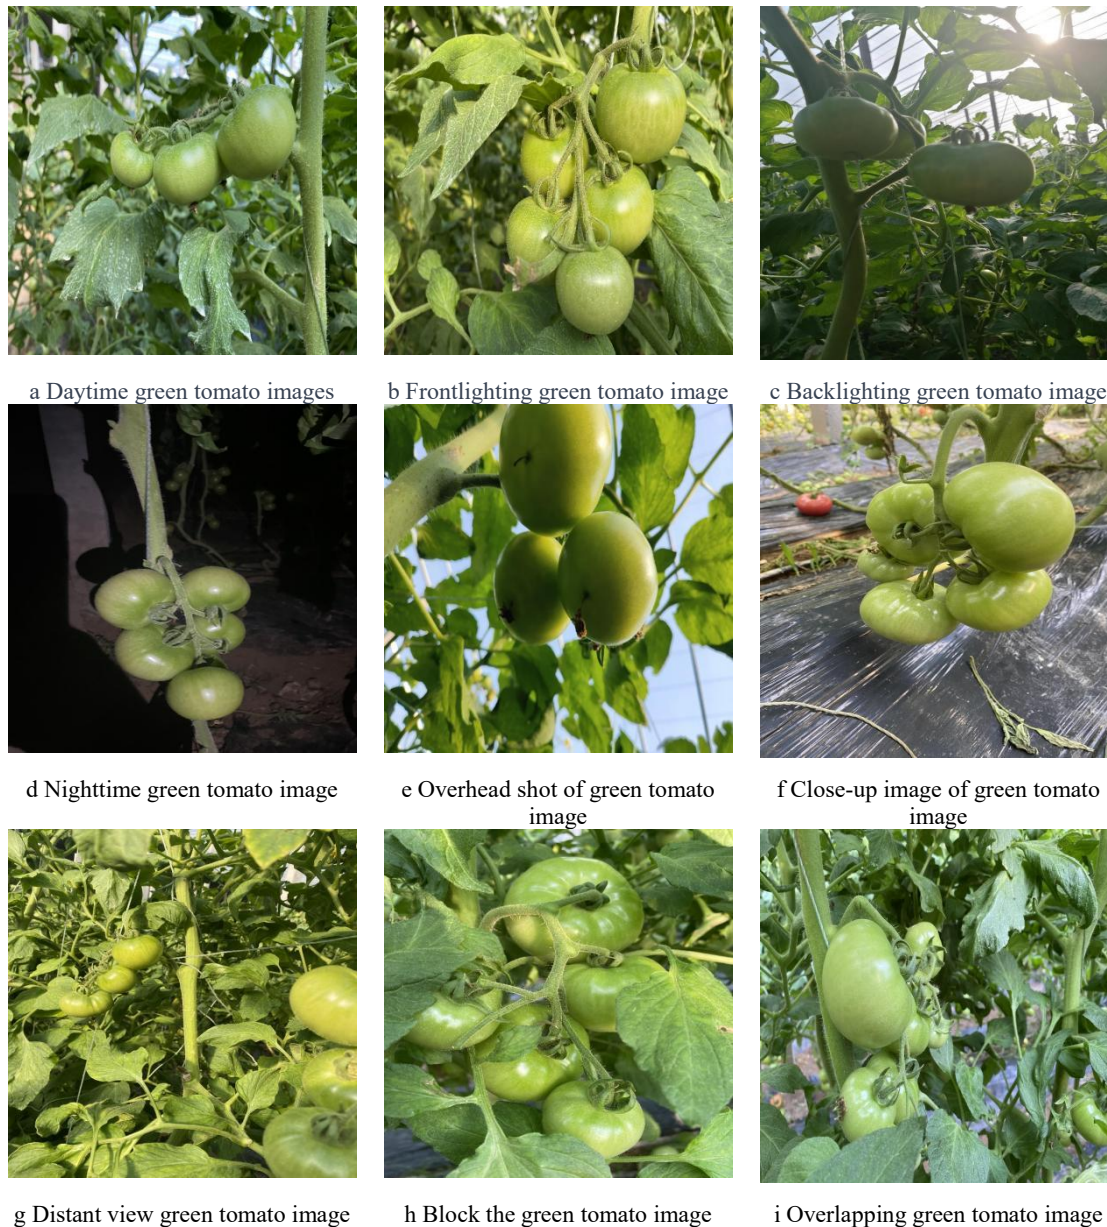 a Daytime green tomato images
b Frontlighting green tomato image
c Backlighting green tomato image
d Nighttime green tomato image
e Overhead shot of green tomato
image
f Close-up image of green tomato
image
g Distant view green tomato image
h Block the green tomato image
i Overlapping green tomato image